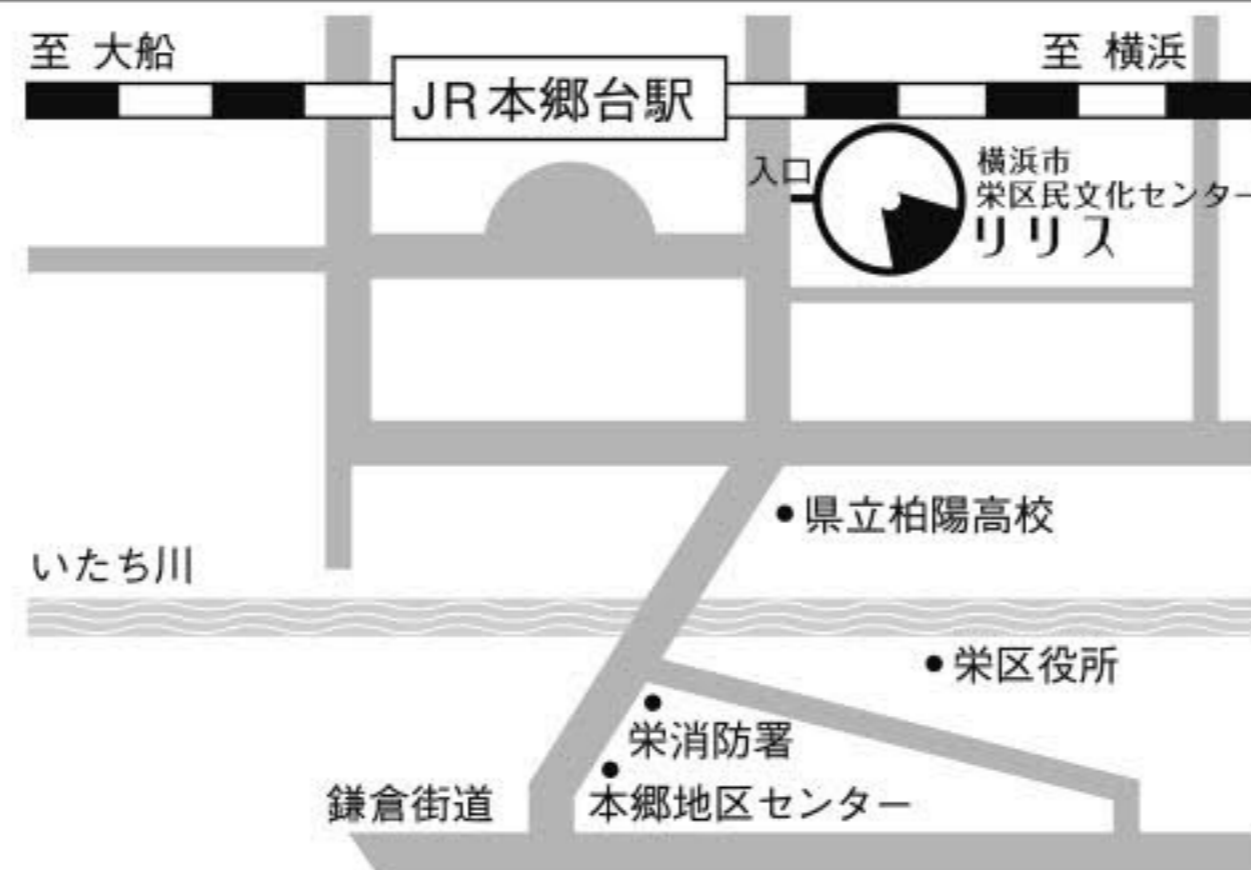 至 大船
至 横浜
JR本郷台駅
入口
横浜市
栄区民文化センター
リリス
県立柏陽高校
いたち川
栄区役所
栄消防署
鎌倉街道
本郷地区センター